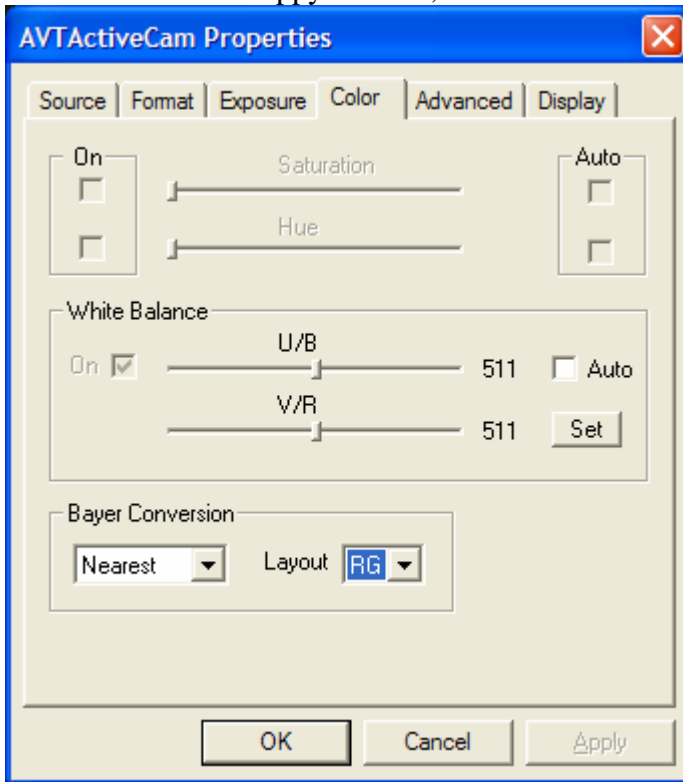 AVTActiveCam Properties
Source Format Exposure Color Advanced Display
On Saturation Auto
Hue
White Balance
On U/B 511 Auto
V/R 511 Set
Bayer Conversion
Nearest Layout RG
OK Cancel Apply